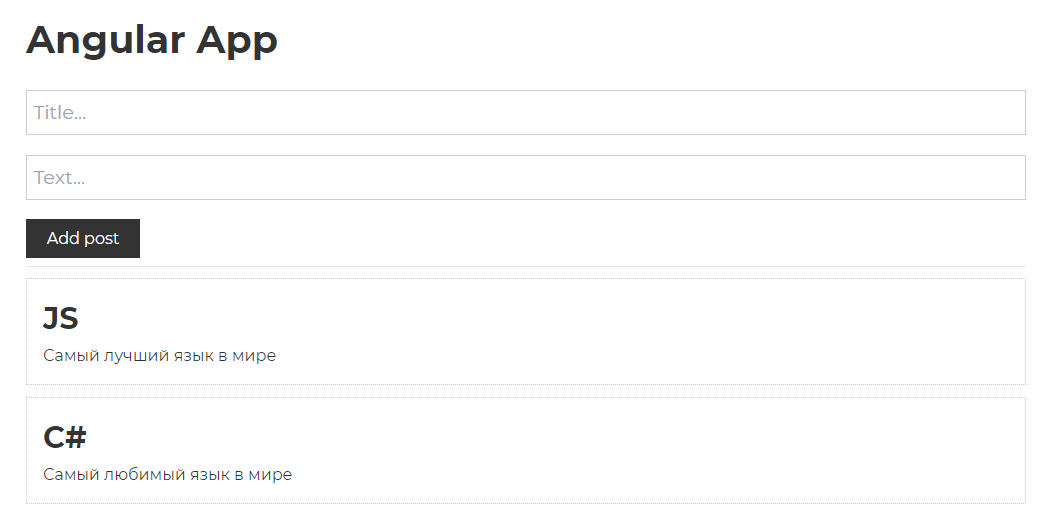 Angular App
Title...
Text...
Add post
JS
Самый лучший язык в мире
C#
Самый любимый язык в мире